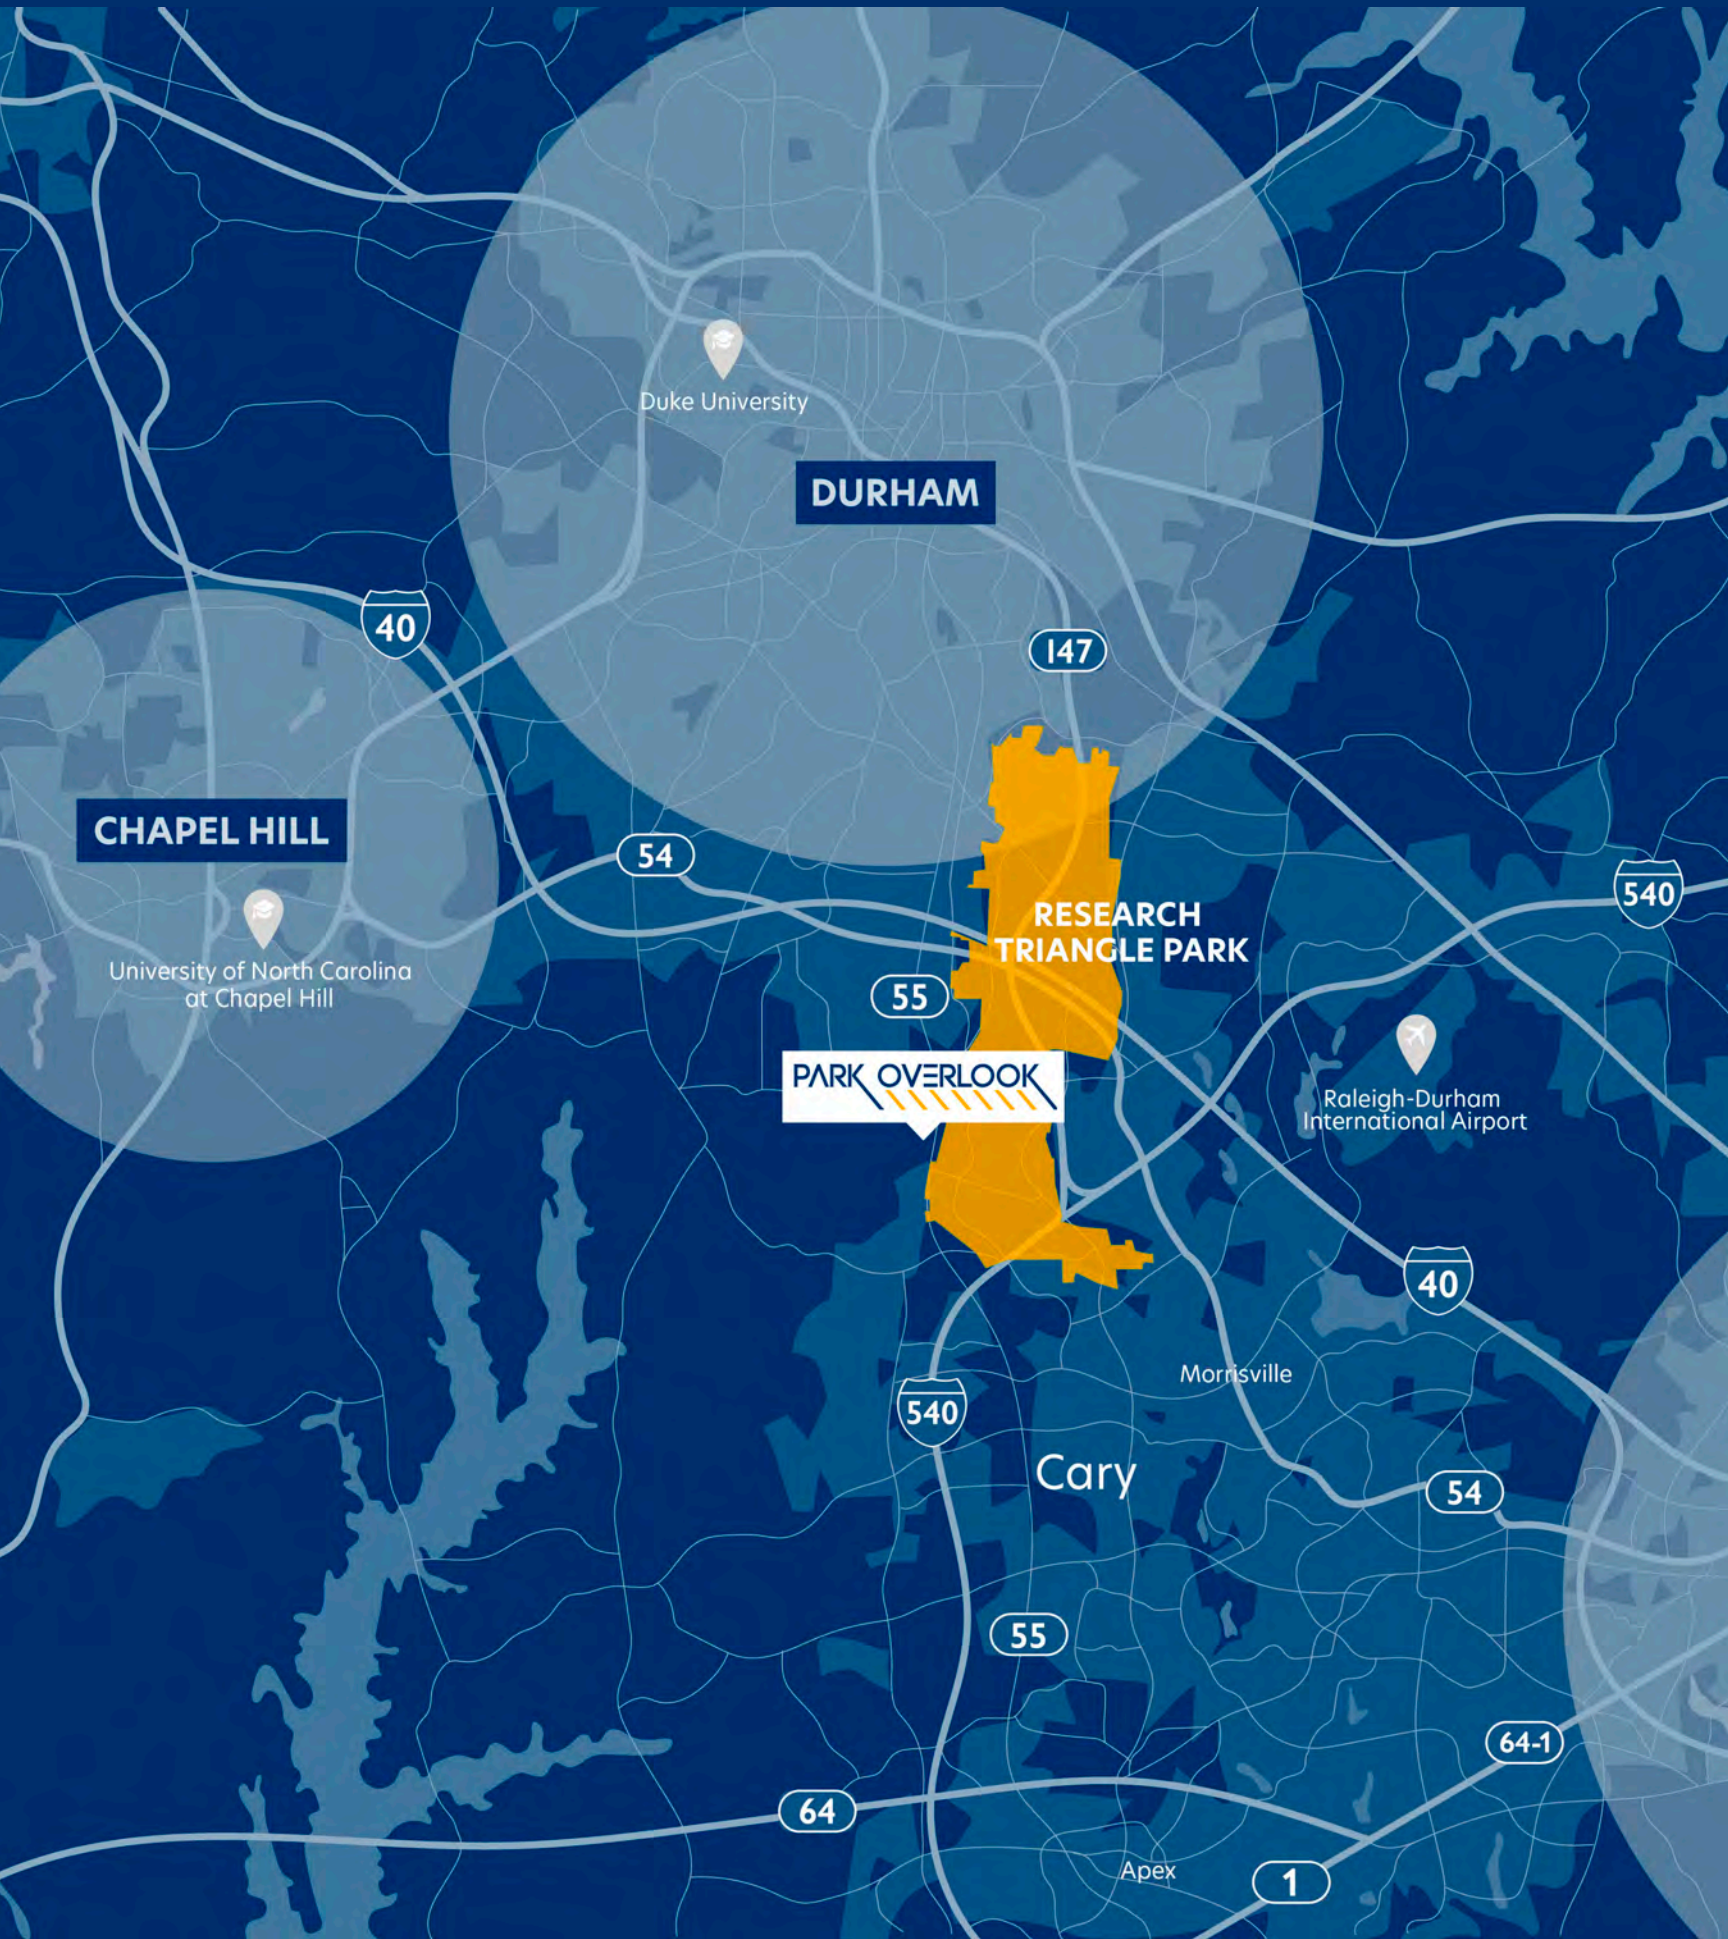 Duke University
DURHAM
40
147
CHAPEL HILL
54
540
RESEARCH
TRIANGLE PARK
University of North Carolina
at Chapel Hill
55
PARK OVERLOOK
Raleigh-Durham
International Airport
40
Morrisville
540
Cary
54
55
64-1
64
Apex
1